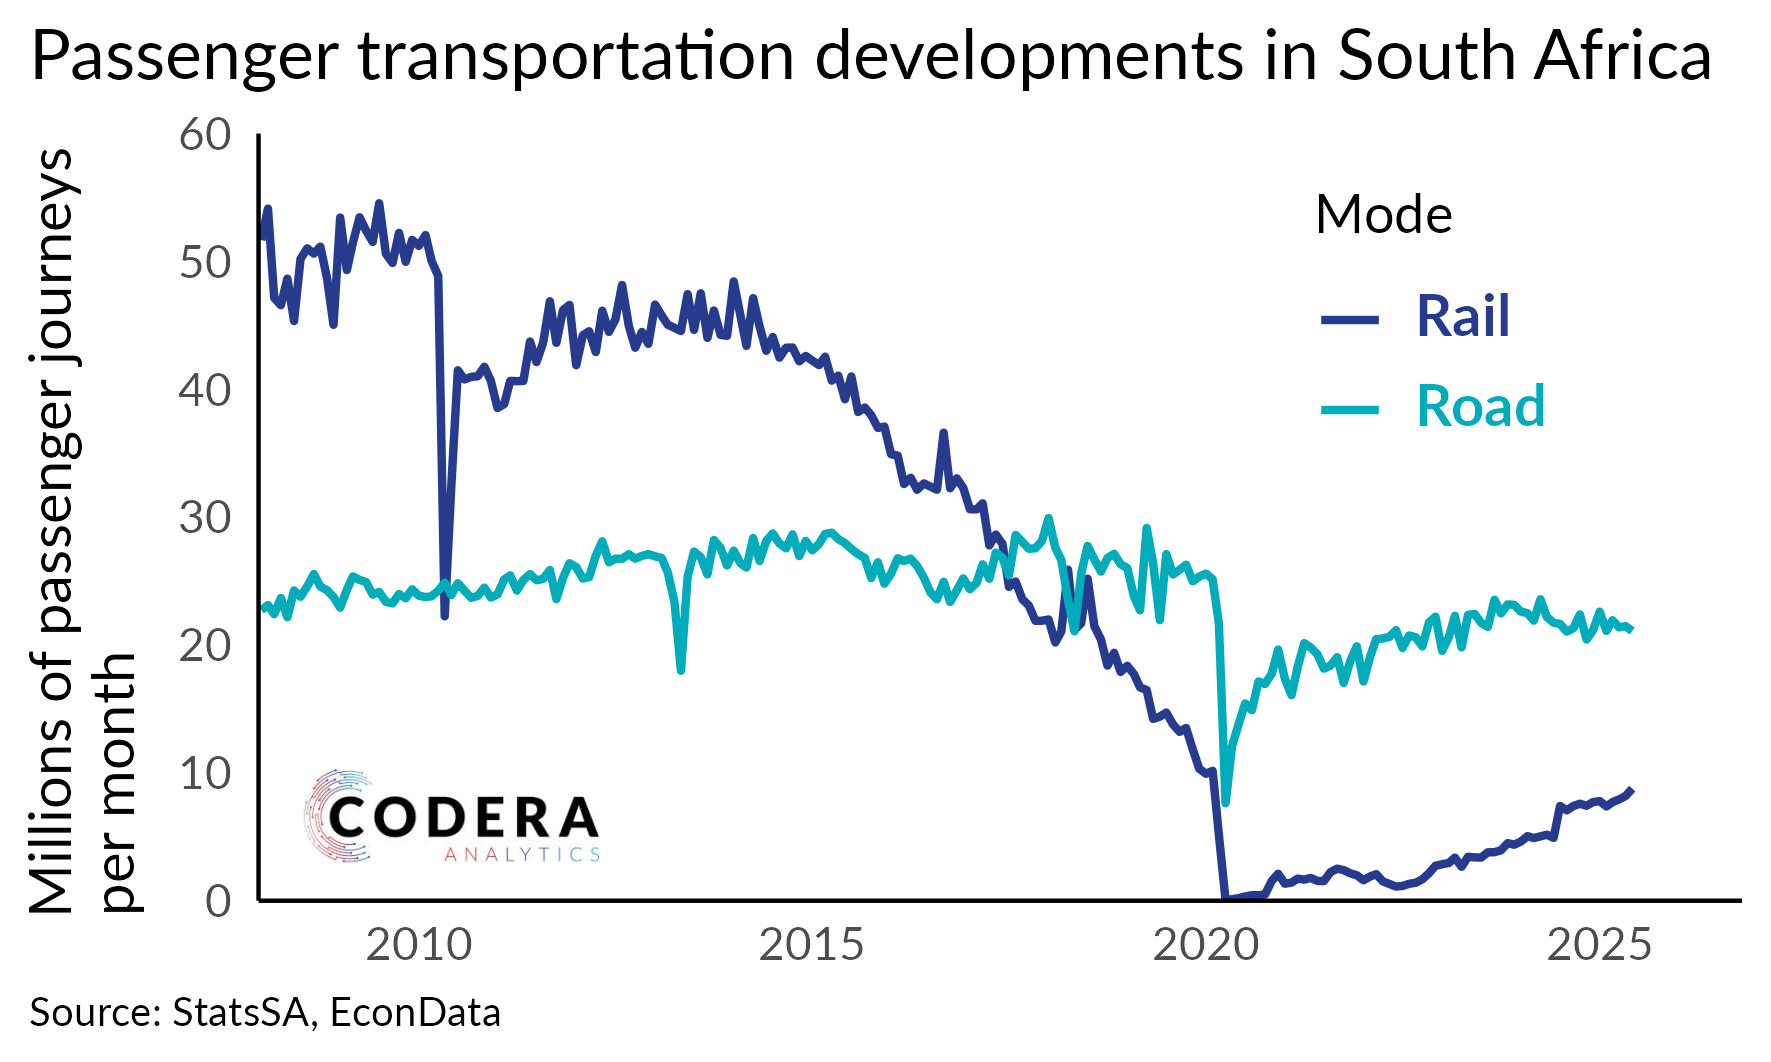 Passenger transportation developments in South Africa
Millions of passenger journeys
per month
60
50
40
30
20
10
0
Mode
Rail
Road
CODERA
ANALYTICS
2010
2015
2020
2025
Source: StatsSA, EconData